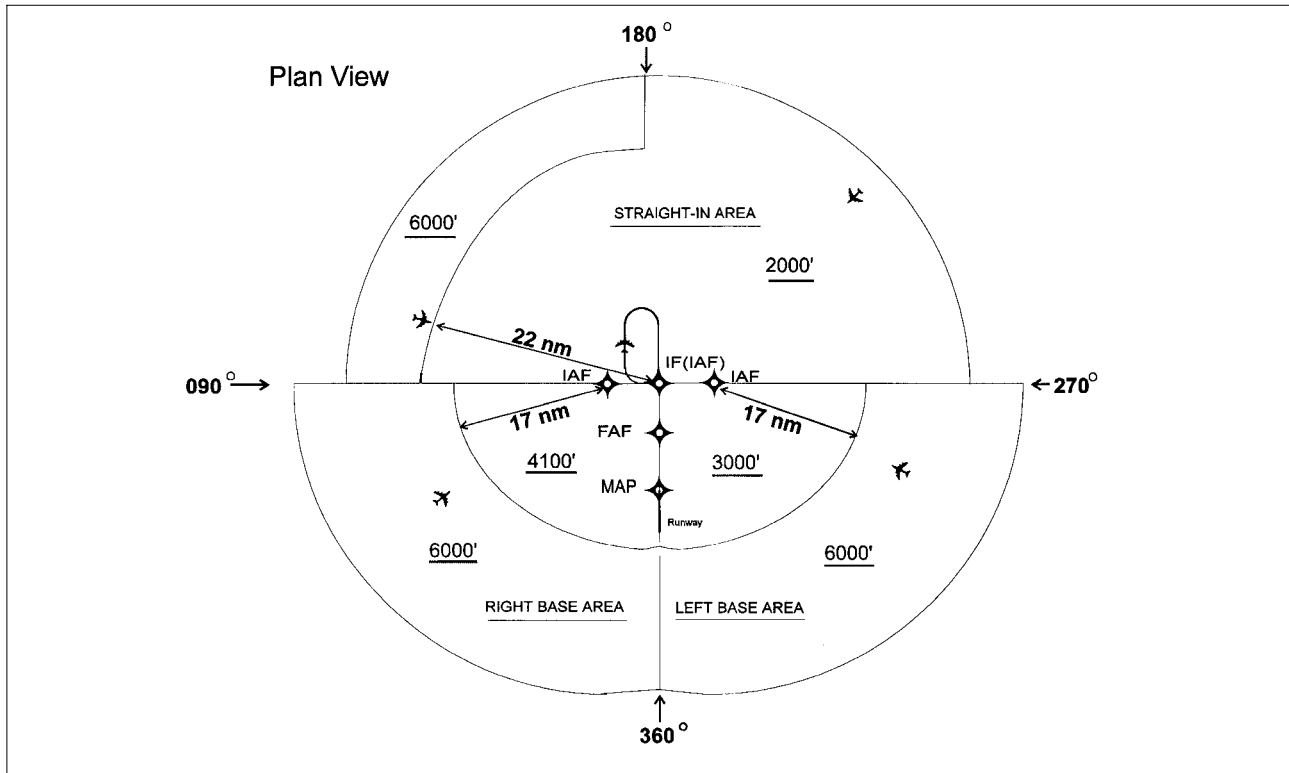 180 °
Plan View
6000'
STRAIGHT-IN AREA
2000'
22 nm
IF(IAF)
IAF
IAF
090 °
270°
17 nm
17 nm
FAF
4100'
3000'
MAP
Runway
6000'
6000'
RIGHT BASE AREA
LEFT BASE AREA
360 °